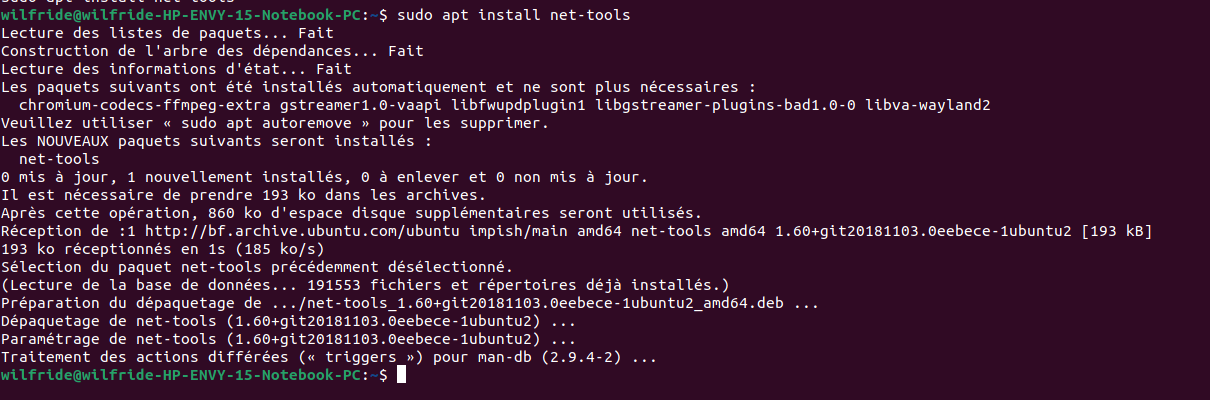 sudo apt install net-tools
wilfride@wilfride-HP-ENVY-15-Notebook-PC:~$ sudo apt install net-tools
Lecture des listes de paquets... Fait
Construction de l'arbre des dépendances... Fait
Lecture des informations d'état... Fait
Les paquets suivants ont été installés automatiquement et ne sont plus nécessaires :
  chromium-codecs-ffmpeg-extra gstreamer1.0-vaapi libfwupdplugin1 libgstreamer-plugins-bad1.0-0 libva-wayland2
Veuillez utiliser « sudo apt autoremove » pour les supprimer.
Les NOUVEAUX paquets suivants seront installés :
  net-tools
0 mis à jour, 1 nouvellement installés, 0 à enlever et 0 non mis à jour.
Il est nécessaire de prendre 193 ko dans les archives.
Après cette opération, 860 ko d'espace disque supplémentaires seront utilisés.
Réception de :1 http://bf.archive.ubuntu.com/ubuntu impish/main amd64 net-tools amd64 1.60+git20181103.0eebece-1ubuntu2 [193 kB]
193 ko réceptionnés en 1s (185 ko/s)
Sélection du paquet net-tools précédemment désélectionné.
(Lecture de la base de données... 191553 fichiers et répertoires déjà installés.)
Préparation du dépaquetage de .../net-tools_1.60+git20181103.0eebece-1ubuntu2_amd64.deb ...
Dépaquetage de net-tools (1.60+git20181103.0eebece-1ubuntu2) ...
Paramétrage de net-tools (1.60+git20181103.0eebece-1ubuntu2) ...
Traitement des actions différées (« triggers ») pour man-db (2.9.4-2) ...
wilfride@wilfride-HP-ENVY-15-Notebook-PC:~$